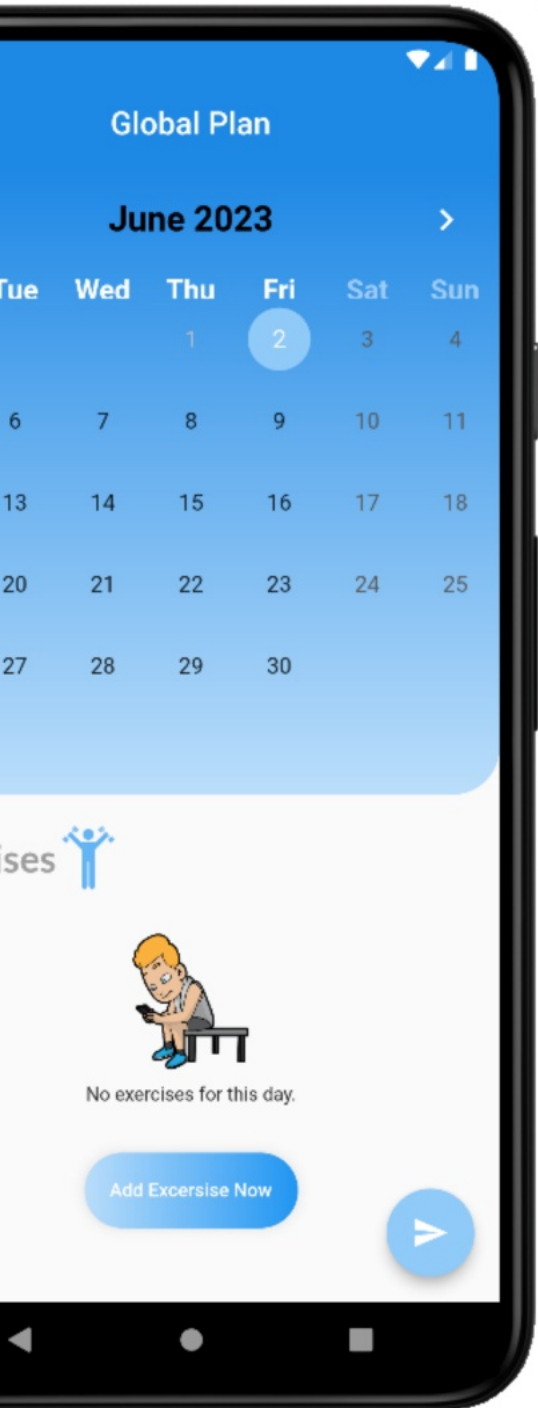 Global Plan
June 2023
Tue Wed Thu Fri Sat Sun
1 2 3 4
6 7 8 9 10 11
13 14 15 16 17 18
20 21 22 23 24 25
27 28 29 30
ises
No exercises for this day.
Add Excersise Now